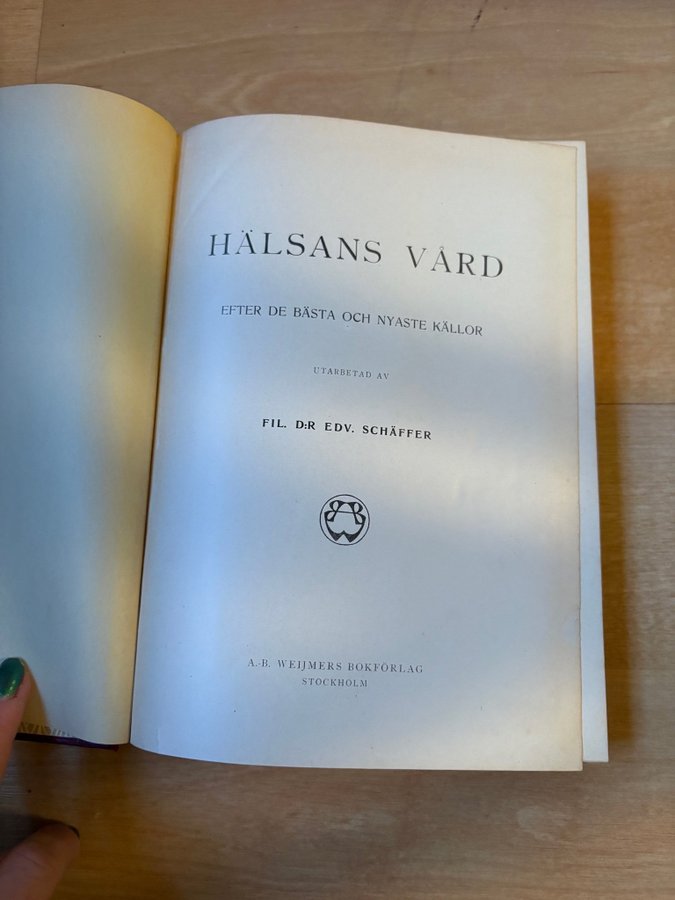 HÄLSANS VÅRD
EFTER DE BÄSTA OCH NYASTE KÄLLOR
UTARBETAD AV
FIL. D:R EDV. SCHÄFFER
A.-B. WEIJMERS BOKFÖRLAG
STOCKHOLM